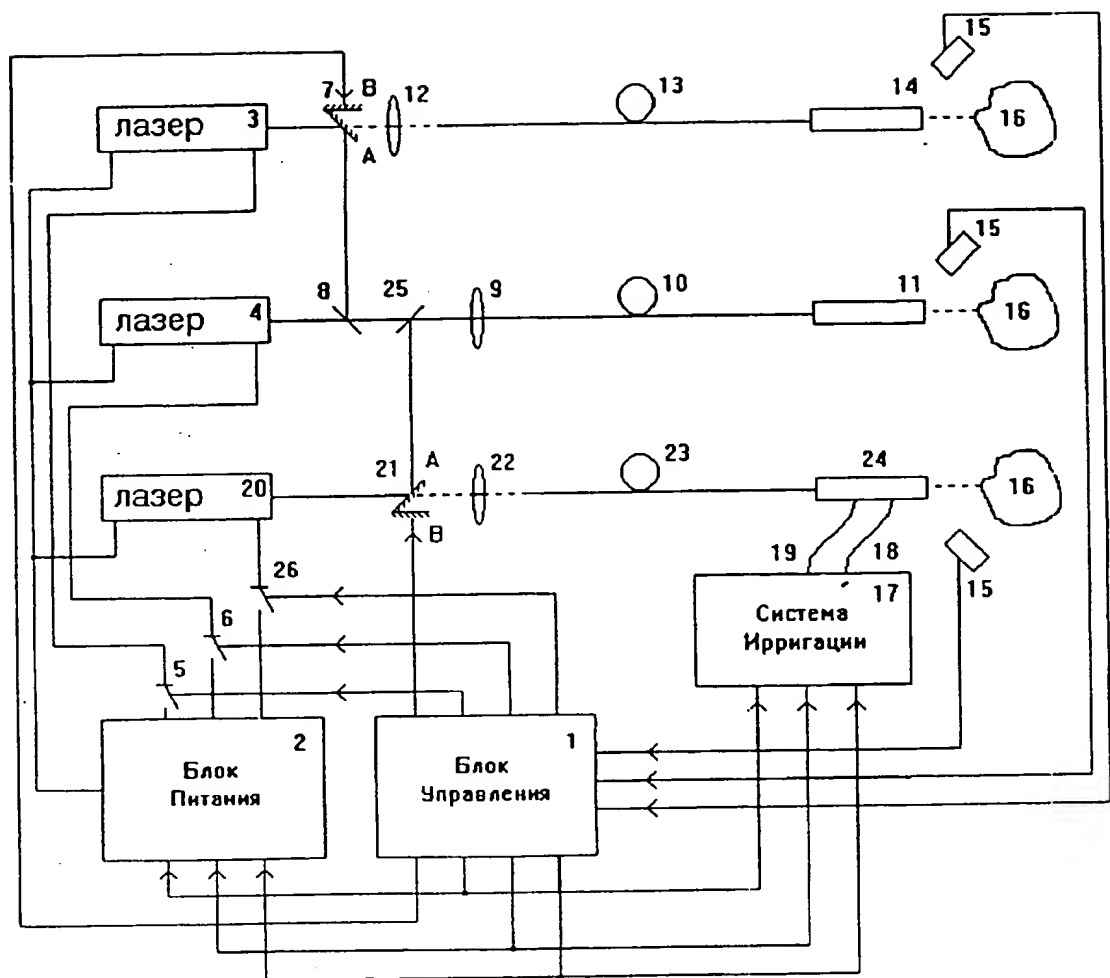 15
7 B 12 13 14
лазер 3
A
16
15
8 25 9 10 11
лазер 4
16
21 A 22 23 24
лазер 20
16
B
19 18
26
15
17
6
Система
Ирригации
5
2
1
Блок
Питания
Блок
Управления